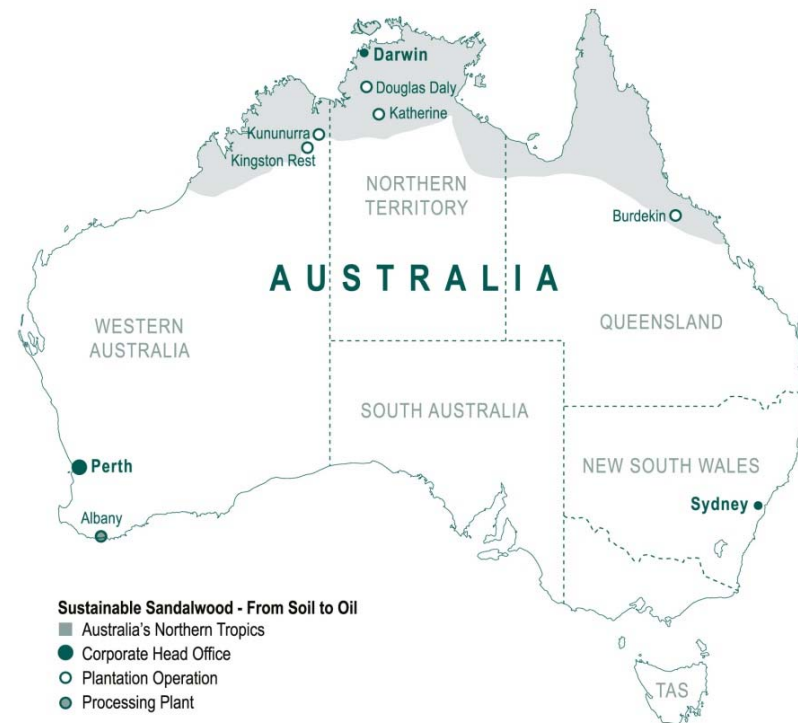 Darwin
Douglas Daly
Katherine
Kununurra
Kingston Rest
NORTHERN
TERRITORY
Burdekin
AUSTRALIA
WESTERN
AUSTRALIA
QUEENSLAND
SOUTH AUSTRALIA
NEW SOUTH WALES
Perth
Sydney
Albany
Sustainable Sandalwood - From Soil to Oil
Australia's Northern Tropics
Corporate Head Office
Plantation Operation
Processing Plant
TAS